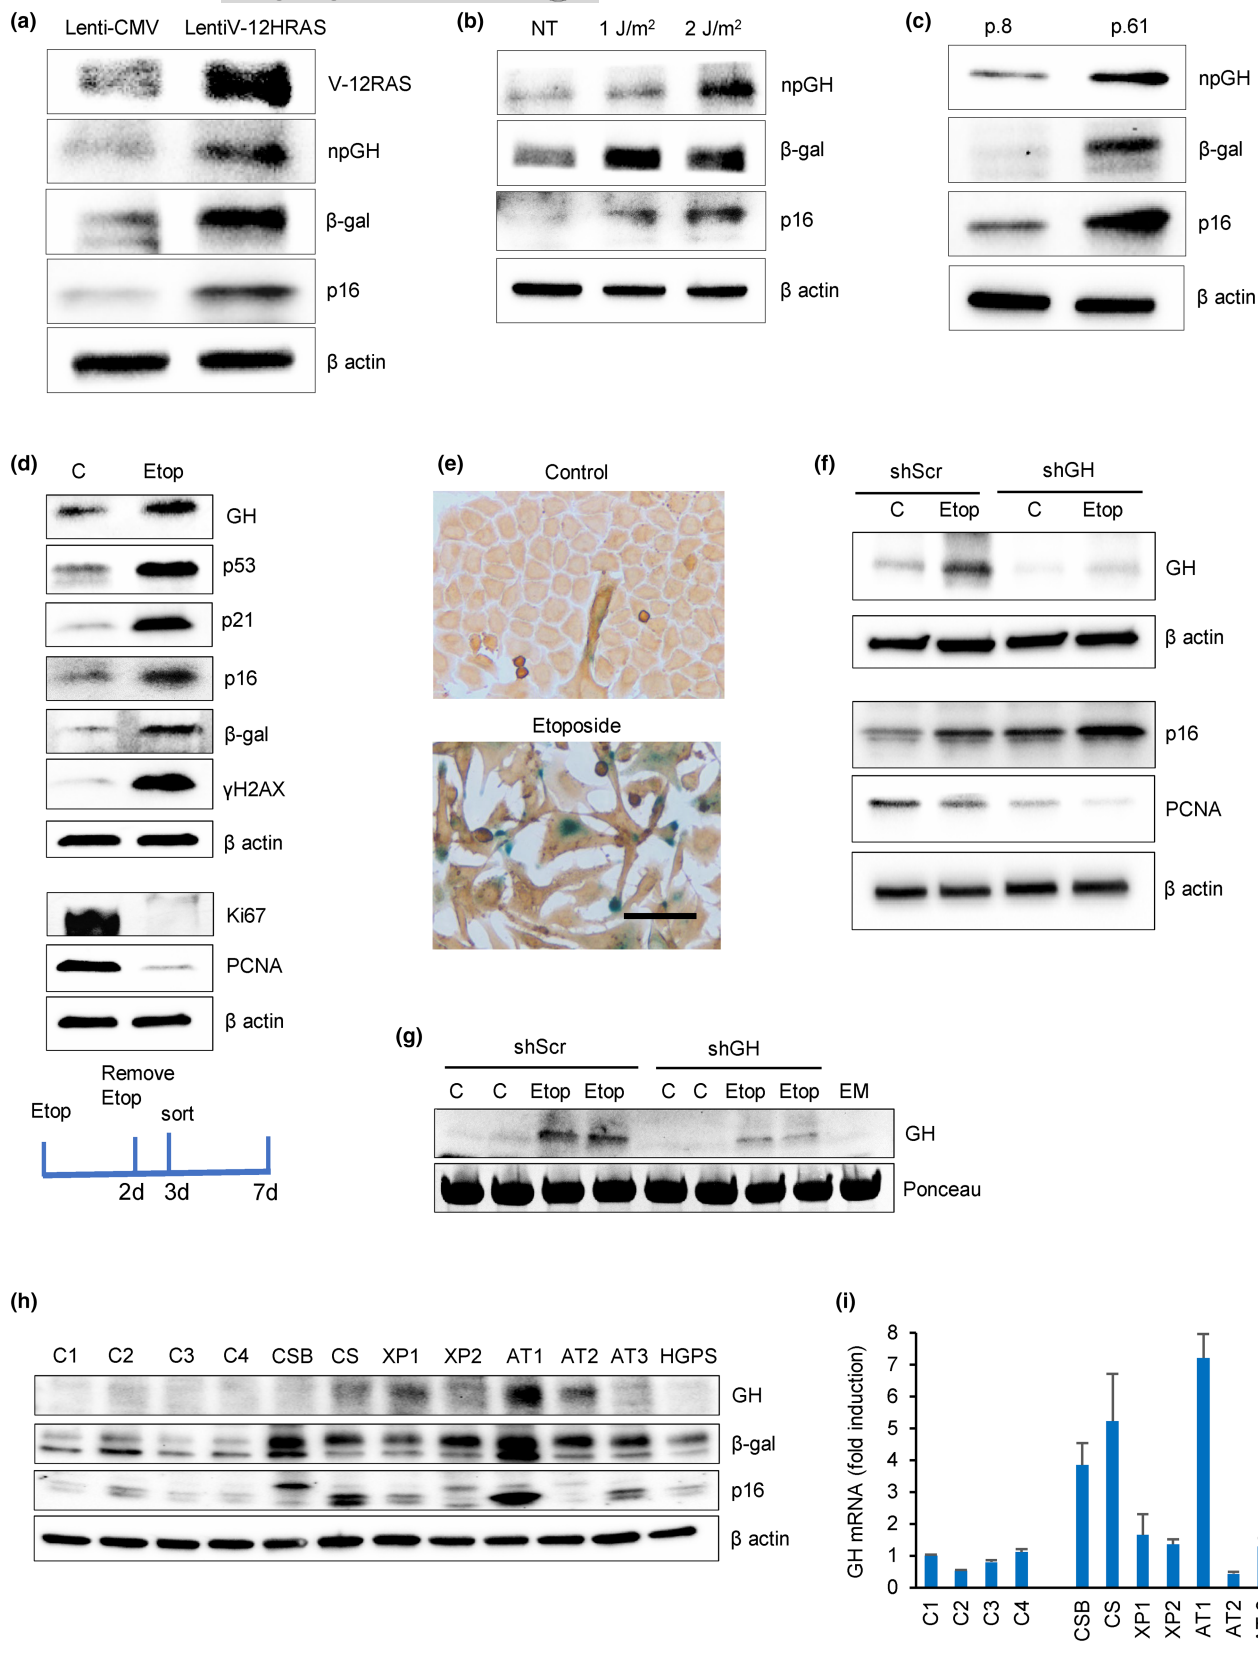 (a)
Lenti-CMV LentiV-12HRAS
V-12RAS
npGH
β-gal
p16
β actin
(b)
NT 1 J/m² 2 J/m²
npGH
β-gal
p16
β actin
(c)
p.8 p.61
npGH
β-gal
p16
β actin
(d)
C Etop
GH
p53
p21
p16
β-gal
γH2AX
β actin
Ki67
PCNA
β actin
Remove
Etop
Etop
sort
2d 3d 7d
(e)
Control
Etoposide
(f)
shScr shGH
C Etop C Etop
GH
β actin
p16
PCNA
β actin
(g)
shScr shGH
C C Etop Etop C C Etop Etop EM
GH
Ponceau
(h)
C1 C2 C3 C4 CSB CS XP1 XP2 AT1 AT2 AT3 HGPS
GH
β-gal
p16
β actin
(i)
GH mRNA (fold induction)
8
7
6
5
4
3
2
1
0
C1 C2 C3 C4 CSB CS XP1 XP2 AT1 AT2